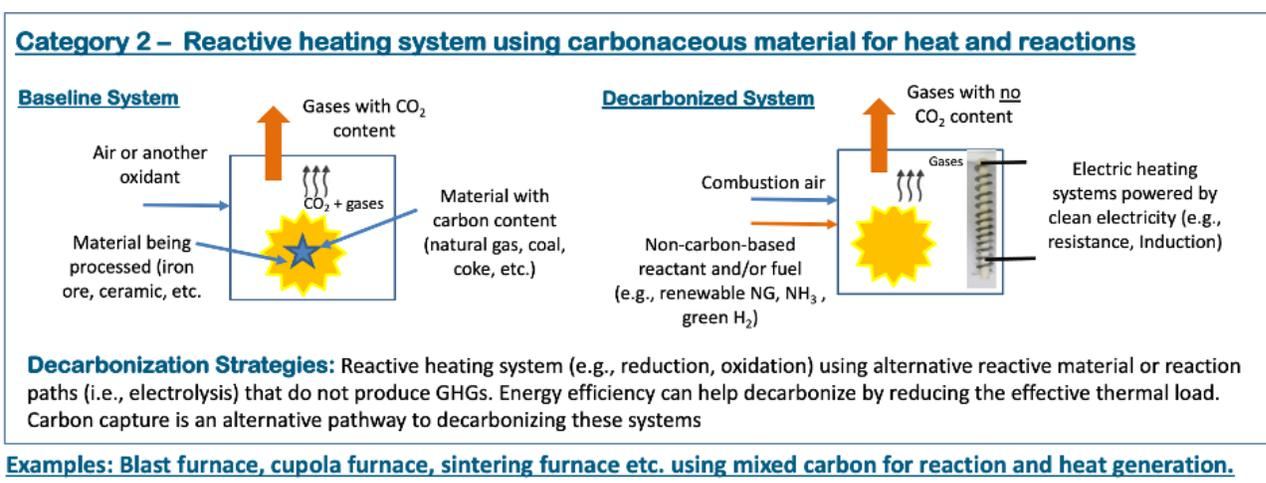 Category 2 – Reactive heating system using carbonaceous material for heat and reactions
Baseline System
Gases with CO₂
content
Air or another
oxidant
CO₂ + gases
Material with
carbon content
(natural gas, coal,
coke, etc.)
Material being
processed (iron
ore, ceramic, etc.
Decarbonized System
Gases with no
CO₂ content
Gases
Combustion air
Non-carbon-based
reactant and/or fuel
(e.g., renewable NG, NH₃ ,
green H₂)
Electric heating
systems powered by
clean electricity (e.g.,
resistance, Induction)
Decarbonization Strategies: Reactive heating system (e.g., reduction, oxidation) using alternative reactive material or reaction
paths (i.e., electrolysis) that do not produce GHGs. Energy efficiency can help decarbonize by reducing the effective thermal load.
Carbon capture is an alternative pathway to decarbonizing these systems
Examples: Blast furnace, cupola furnace, sintering furnace etc. using mixed carbon for reaction and heat generation.